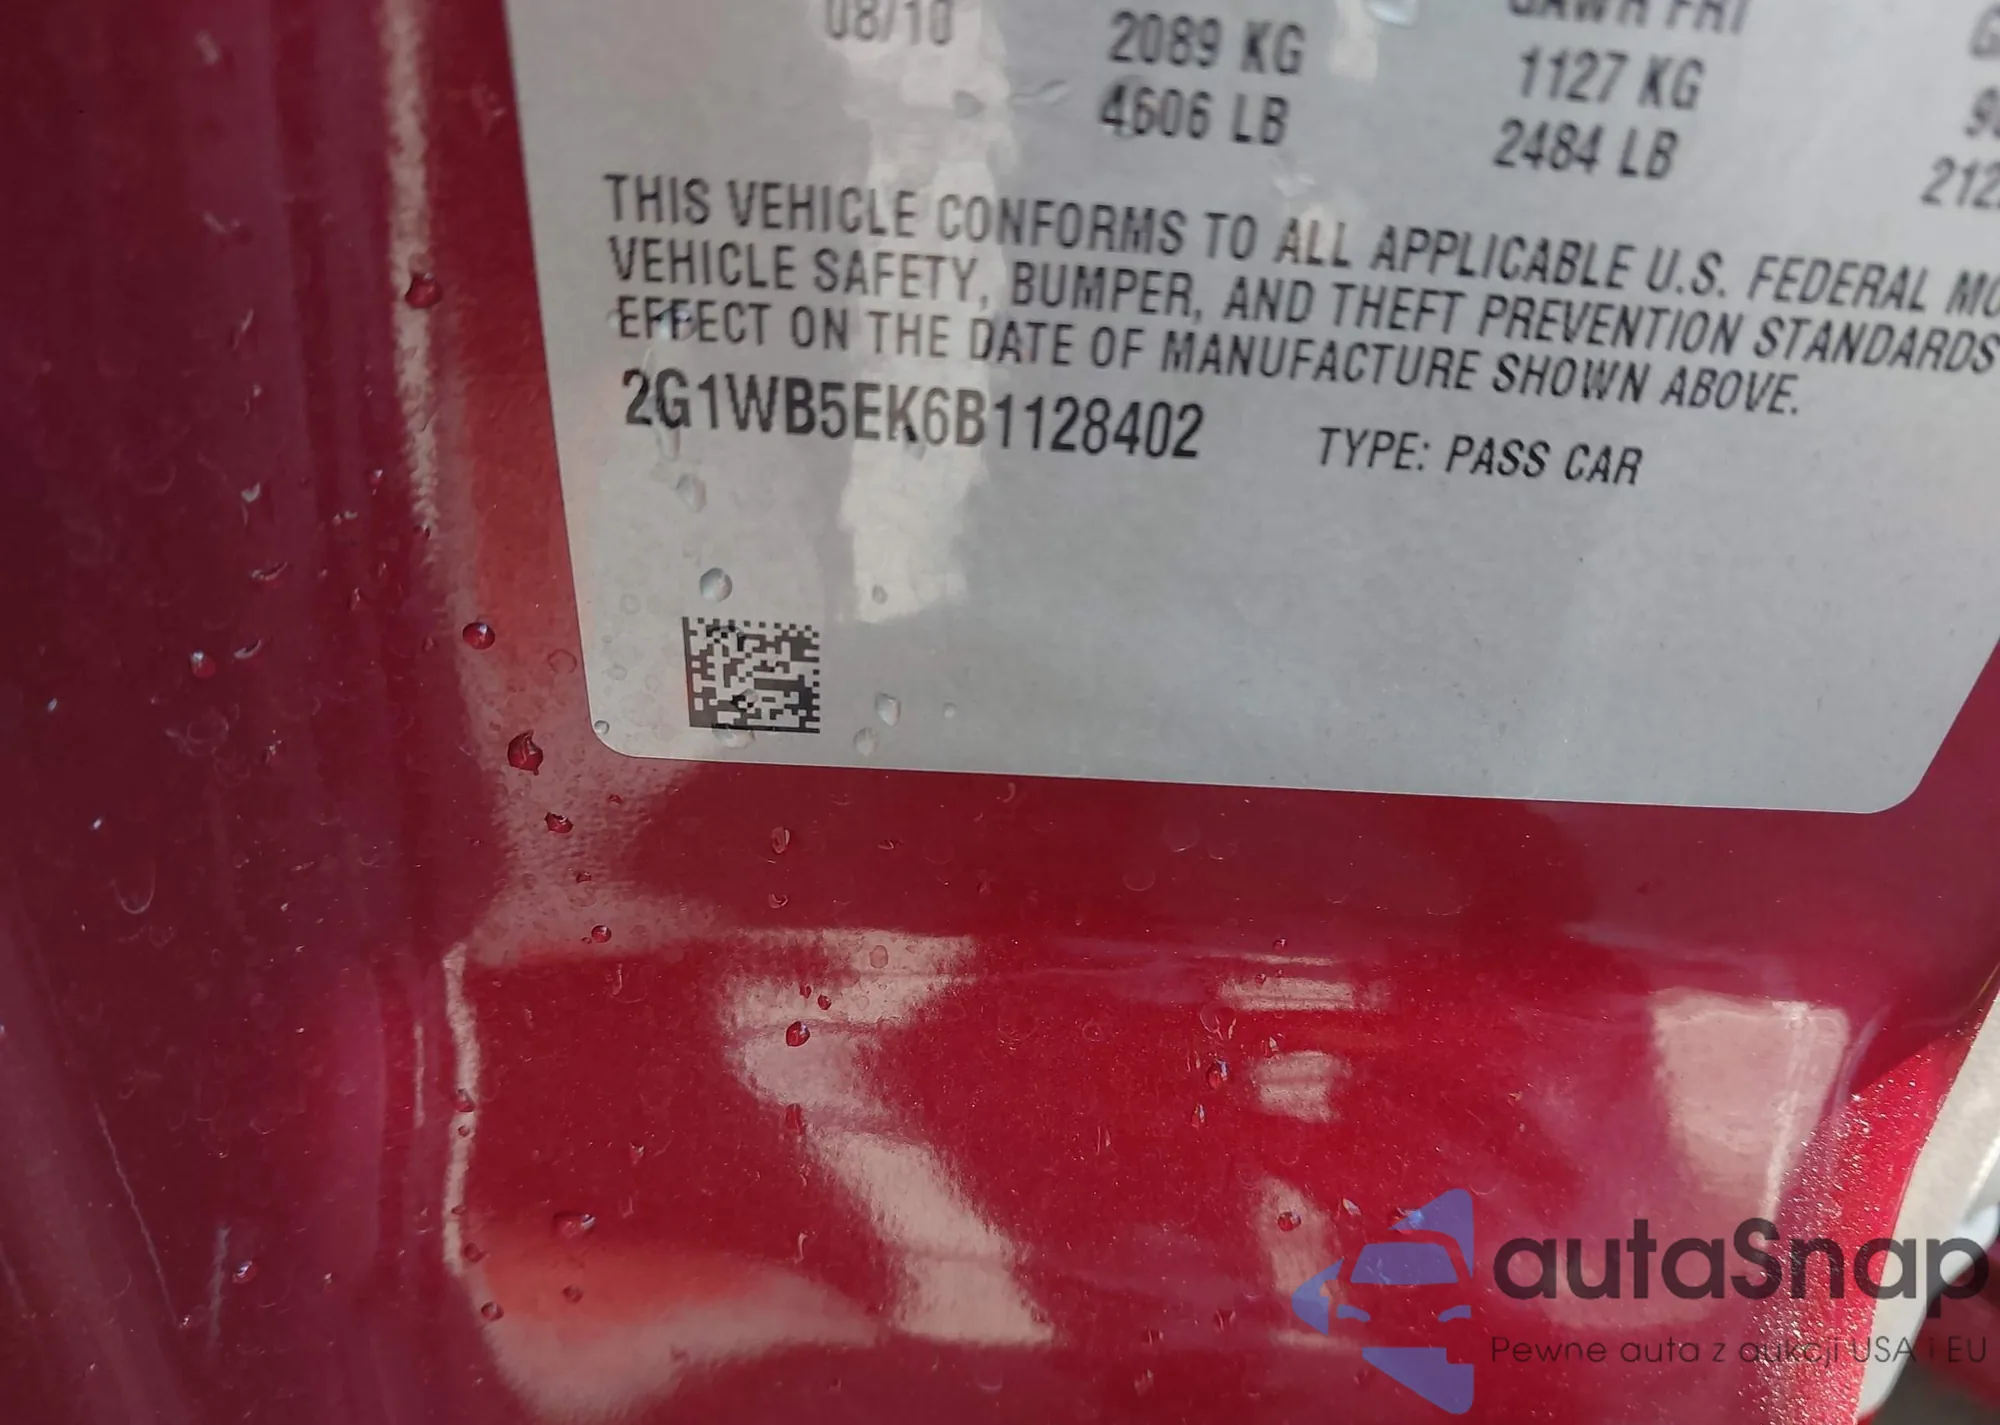 08/10 2089 KG 1127 KG
4606 LB 2484 LB
THIS VEHICLE CONFORMS TO ALL APPLICABLE U.S. FEDERAL
VEHICLE SAFETY, BUMPER, AND THEFT PREVENTION STANDARDS
EFFECT ON THE DATE OF MANUFACTURE SHOWN ABOVE.
2G1WB5EK6B1128402 TYPE: PASS CAR
autaSnap
Pewne auta z aukcji USA i EU